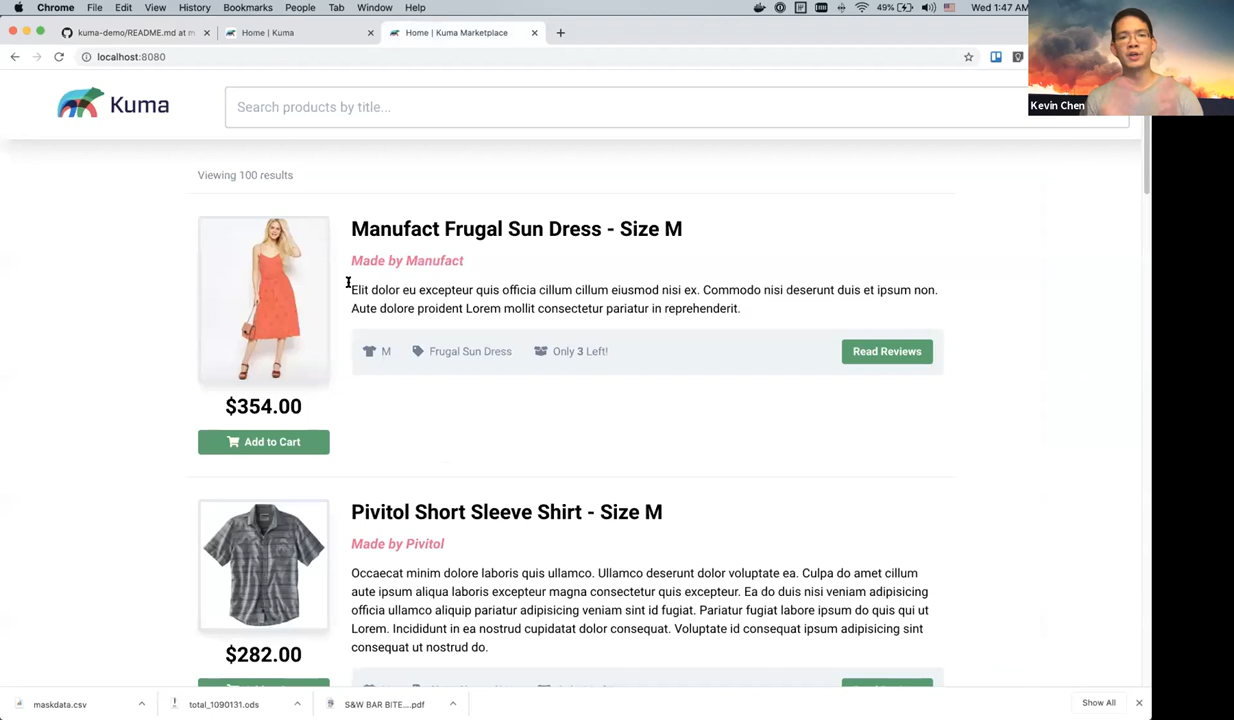 Chrome File Edit View History Bookmarks People Tab Window Help 49% Wed 1:47 AM
kuma-demo/README.md at m Home | Kuma Home | Kuma Marketplace
localhost:8080
Kevin Chen
Kuma
Search products by title...
Viewing 100 results
Manufact Frugal Sun Dress - Size M
Made by Manufact
Elit dolor eu excepteur quis officia cillum cillum eiusmod nisi ex. Commodo nisi deserunt duis et ipsum non.
Aute dolore proident Lorem mollit consectetur pariatur in reprehenderit.
M Frugal Sun Dress Only 3 Left! Read Reviews
$354.00
Add to Cart
Pivitol Short Sleeve Shirt - Size M
Made by Pivitol
Occaecat minim dolore laboris quis ullamco. Ullamco deserunt dolor voluptate ea. Culpa do amet cillum
aute ipsum aliqua laboris excepteur magna consectetur quis excepteur. Ea do duis nisi veniam adipisicing
officia ullamco aliquip pariatur adipisicing veniam sint id fugiat. Pariatur fugiat labore ipsum do quis qui ut
Lorem. Incididunt in ea nostrud cupidatat dolor consequat. Voluptate id consequat ipsum adipisicing sint
consequat ut nostrud do.
$282.00
maskdata.csv total_1090131.ods S&W BAR BITE....pdf Show All